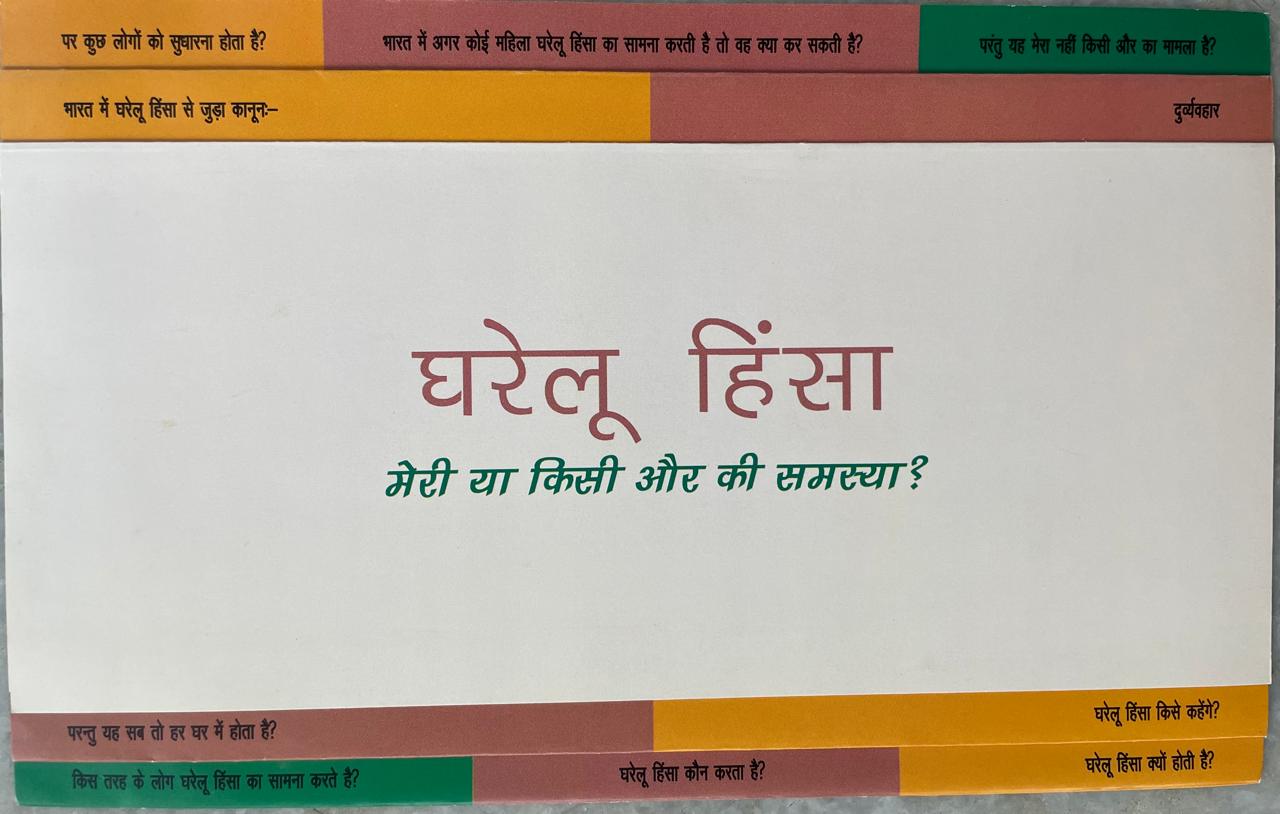 पर कुछ लोगों को सुधारना होता है?
भारत में अगर कोई महिला घरेलू हिंसा का सामना करती है तो वह क्या कर सकती है?
परंतु यह मेरा नहीं किसी और का मामला है?
भारत में घरेलू हिंसा से जुड़ा कानूनः–
दुर्व्यवहार
घरेलू हिंसा
मेरी या किसी और की समस्या?
घरेलू हिंसा किसे कहेंगे?
परन्तु यह सब तो हर घर में होता है?
घरेलू हिंसा क्यों होती है?
घरेलू हिंसा कौन करता है?
किस तरह के लोग घरेलू हिंसा का सामना करते है?